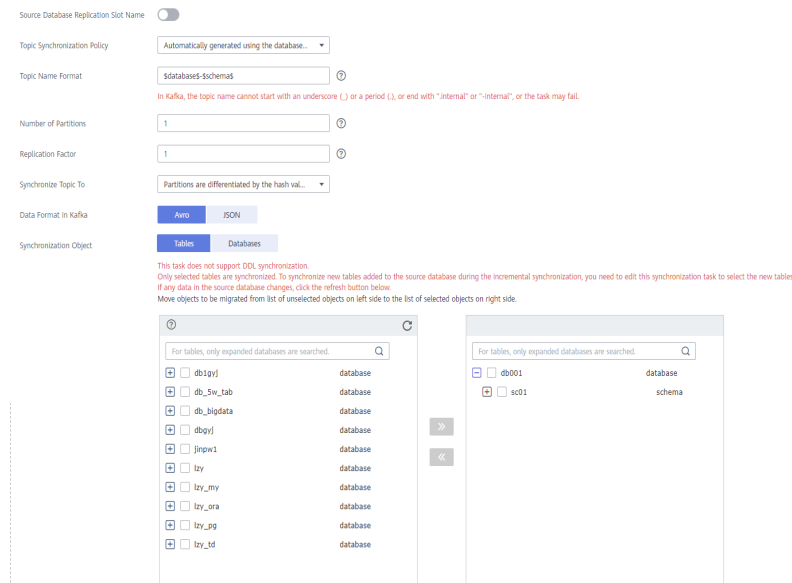 Source Database Replication Slot Name
Topic Synchronization Policy
Automatically generated using the database...
Topic Name Format
$database$-$schema$
In Kafka, the topic name cannot start with an underscore (_) or a period (.), or end with ".internal" or "-internal", or the task may fail.
Number of Partitions
1
Replication Factor
1
Synchronize Topic To
Partitions are differentiated by the hash val...
Data Format in Kafka
Avro JSON
Synchronization Object
Tables Databases
This task does not support DDL synchronization.
Only selected tables are synchronized. To synchronize new tables added to the source database during the incremental synchronization, you need to edit this synchronization task to select the new tables
If any data in the source database changes, click the refresh button below.
Move objects to be migrated from list of unselected objects on left side to the list of selected objects on right side.
For tables, only expanded databases are searched.
db1gyj database
db_5w_tab database
db_bigdata database
dbgyj database
jinpw1 database
lzy database
lzy_my database
lzy_ora database
lzy_pg database
lzy_td database
For tables, only expanded databases are searched.
db001 database
sc01 schema